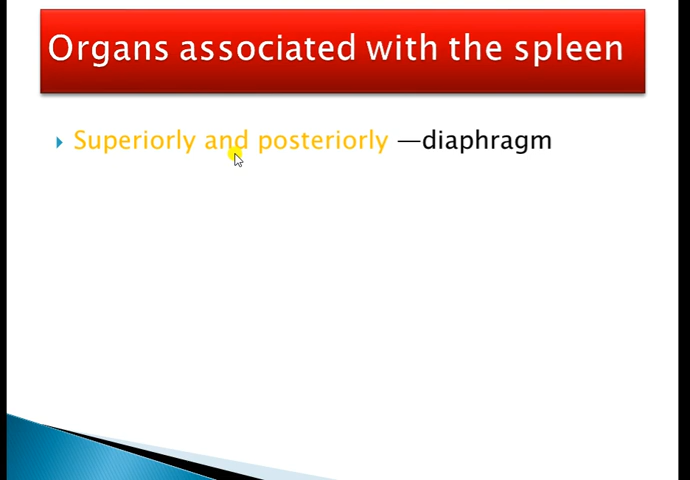 Organs associated with the spleen
Superiorly and posteriorly —diaphragm